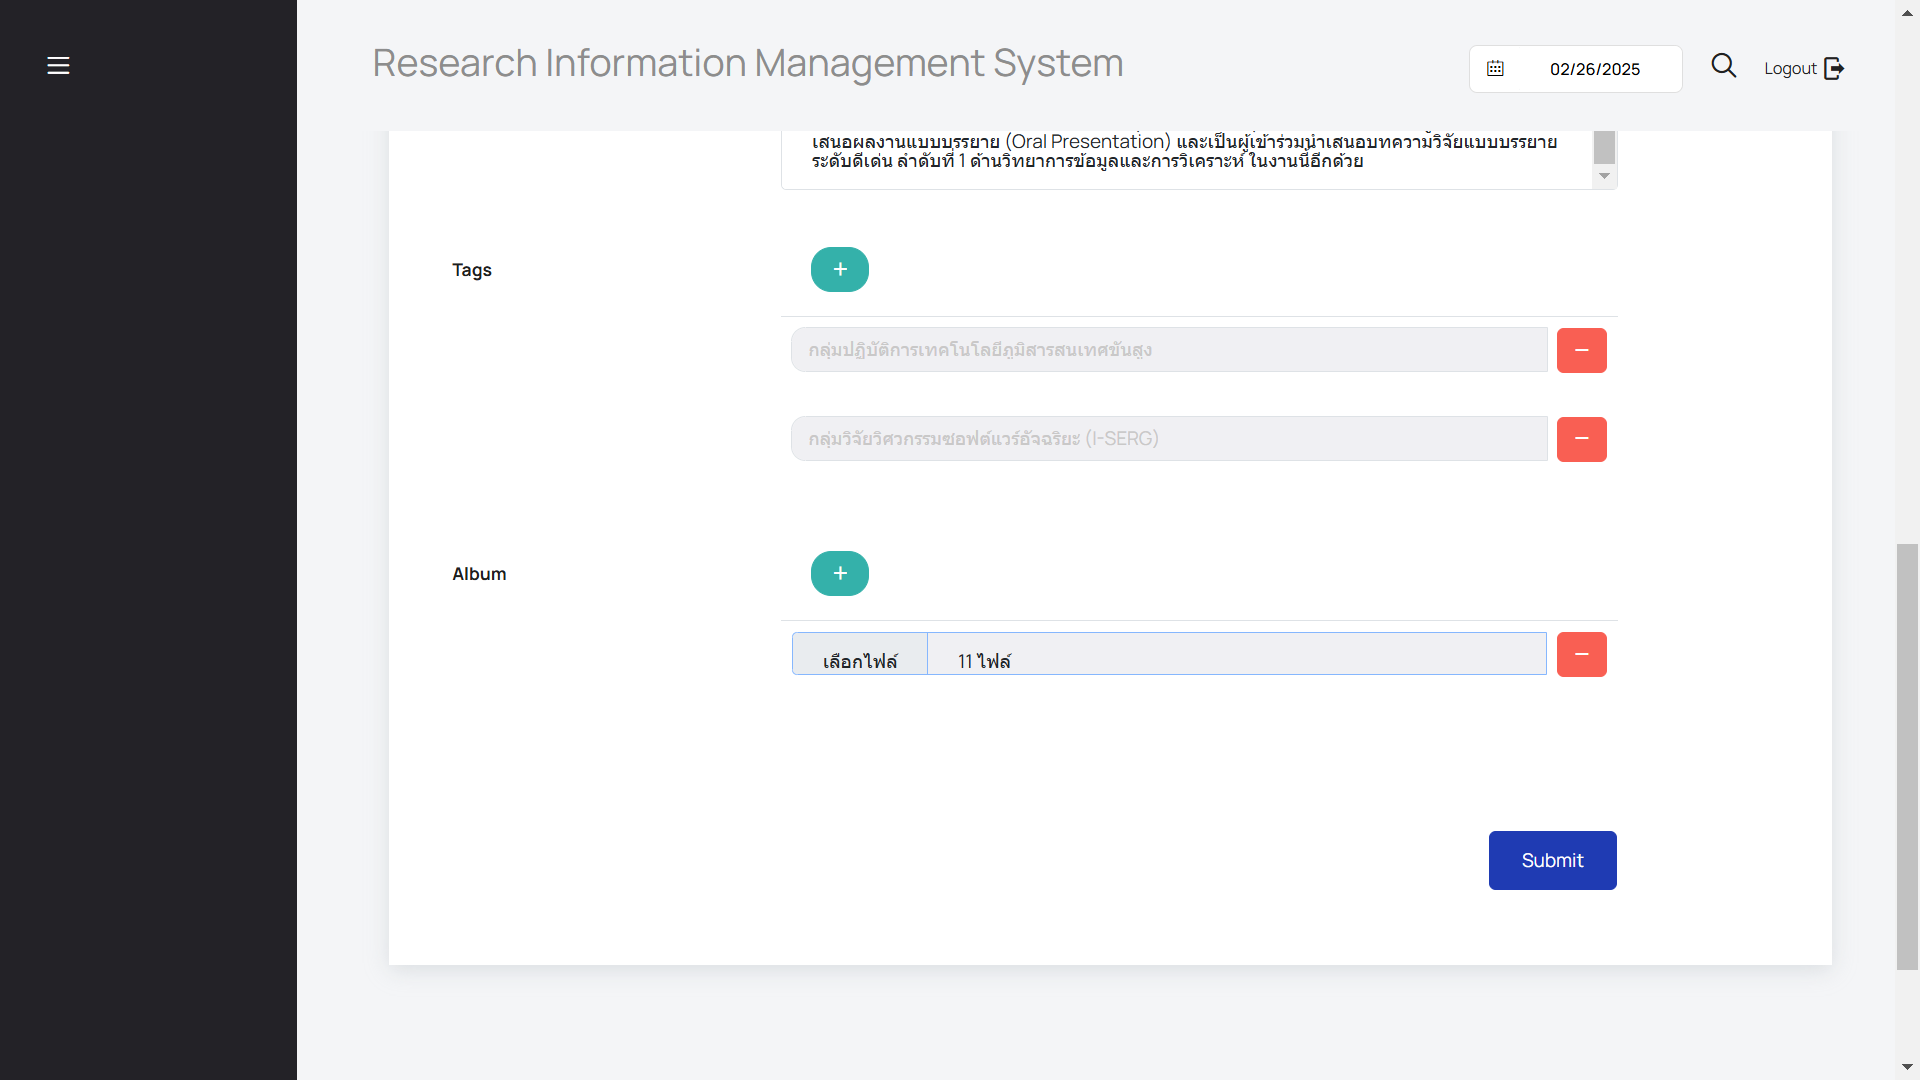 Research Information Management System
02/26/2025
Logout
เสนอผลงานแบบบรรยาย (Oral Presentation) และเป็นผู้เข้าร่วมนำเสนอบทความวิจัยแบบบรรยาย
ระดับดีเด่น ลำดับที่ 1 ด้านวิทยาการข้อมูลและการวิเคราะห์ ในงานนี้อีกด้วย
Tags
+
กลุ่มปฏิบัติการเทคโนโลยีภูมิสารสนเทศขั้นสูง
−
กลุ่มวิจัยวิศวกรรมซอฟต์แวร์อัจฉริยะ (I-SERG)
−
Album
+
เลือกไฟล์ 11 ไฟล์
−
Submit